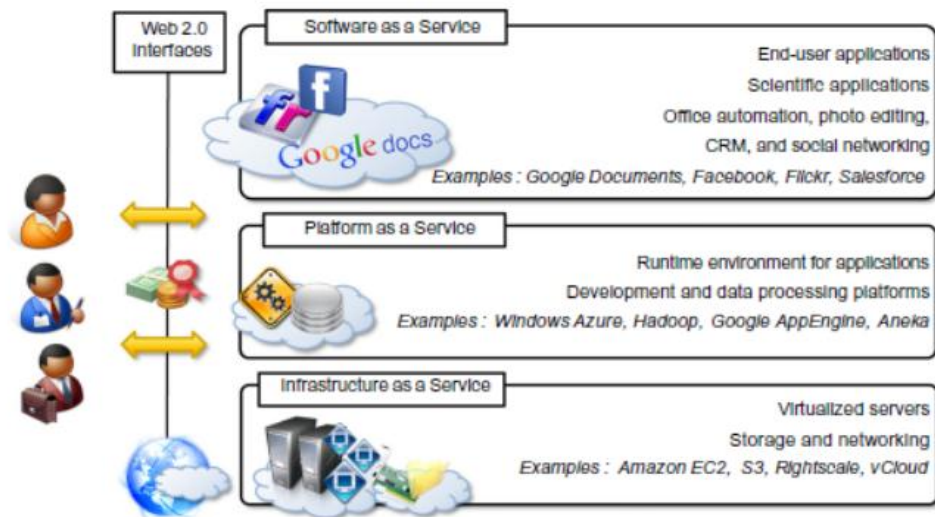 Web 2.0
Interfaces
Software as a Service
End-user applications
Scientific applications
Office automation, photo editing,
CRM, and social networking
Examples : Google Documents, Facebook, Flickr, Salesforce
f
fr
Google docs
Platform as a Service
Runtime environment for applications
Development and data processing platforms
Examples : Windows Azure, Hadoop, Google AppEngine, Aneka
Infrastructure as a Service
Virtualized servers
Storage and networking
Examples : Amazon EC2, S3, Rightscale, vCloud